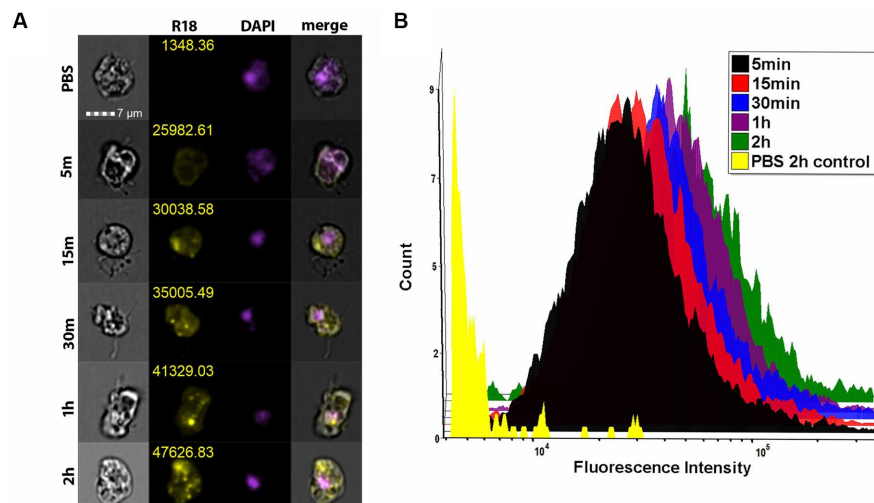 A
R18 DAPI merge
PBS
1348.36
7 µm
5m
25982.61
15m
30038.58
30m
35005.49
1h
41329.03
2h
47626.83
B
Count
9
7
5
2
0
10⁴
10⁵
Fluorescence Intensity
5min
15min
30min
1h
2h
PBS 2h control